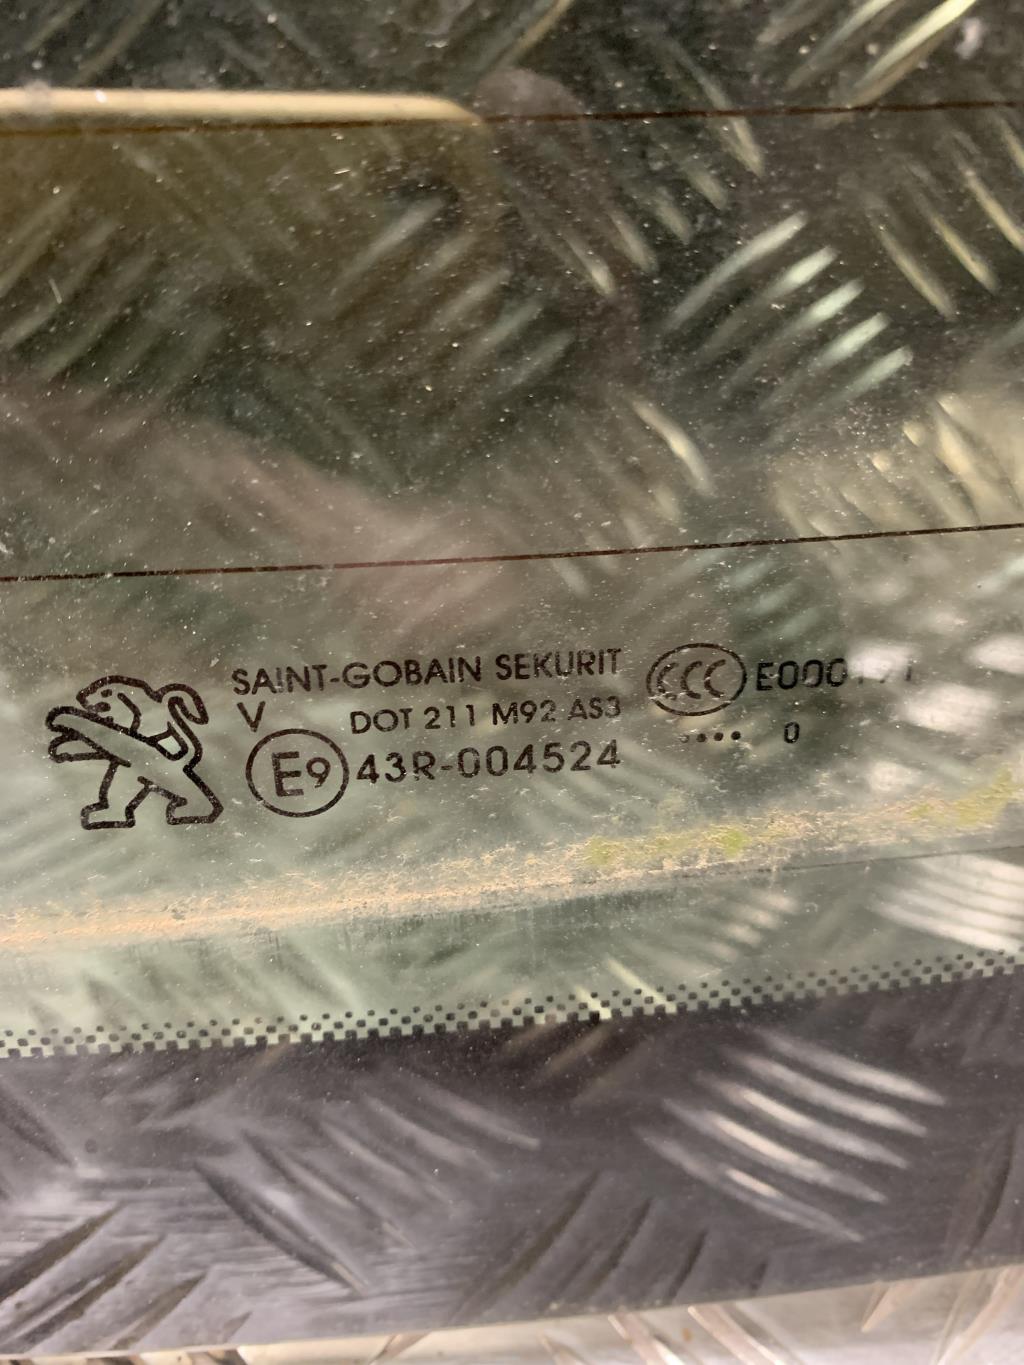 SAINT-GOBAIN SEKURIT CCC
V DOT 211 M92 AS3 .... 0
E9 43R-004524